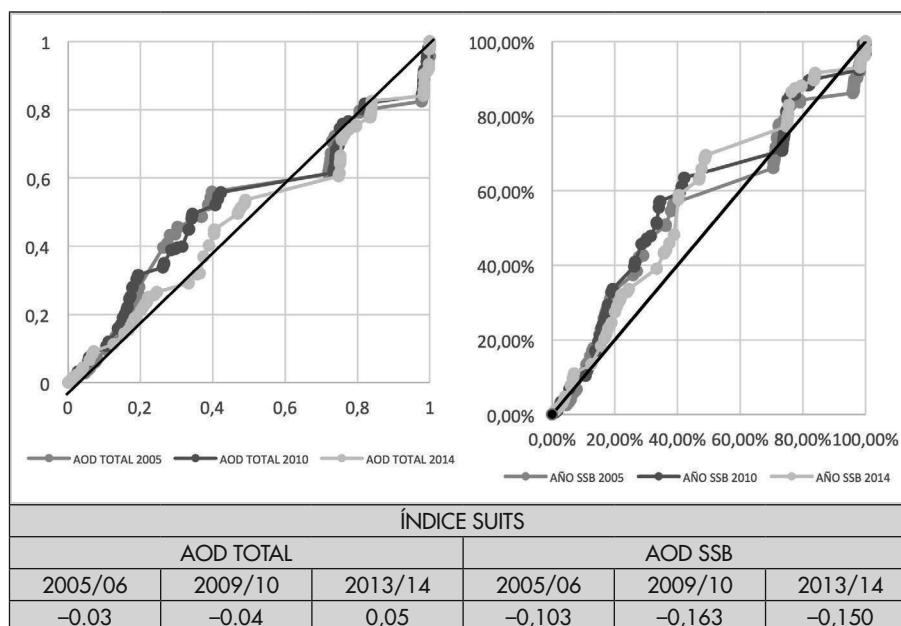 1
0,8
0,6
0,4
0,2
0
0 0,2 0,4 0,6 0,8 1
AOD TOTAL 2005 AOD TOTAL 2010 AOD TOTAL 2014
100,00%
80,00%
60,00%
40,00%
20,00%
0,00%
0,00% 20,00% 40,00% 60,00% 80,00% 100,00%
AÑO SSB 2005 AÑO SSB 2010 AÑO SSB 2014
ÍNDICE SUITS
AOD TOTAL AOD SSB
2005/06 2009/10 2013/14 2005/06 2009/10 2013/14
–0.03 –0,04 0,05 –0,103 –0,163 –0,150